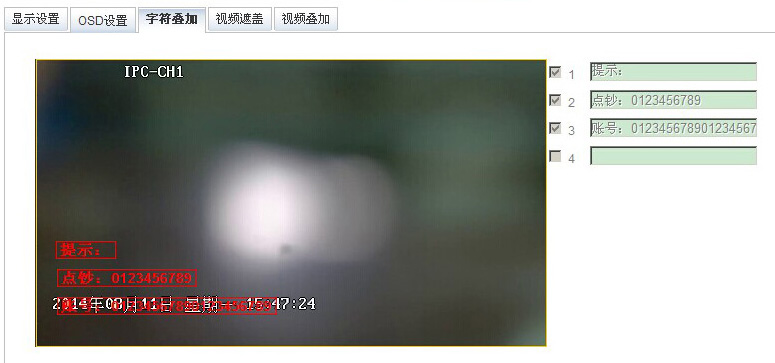 显示设置 OSD设置 字符叠加 视频遮盖 视频叠加
IPC-CH1
1 提示：
2 点钞：0123456789
3 账号：012345678901234567
4
提示：
点钞：0123456789
2014年08月11日 星期一 15:47:24